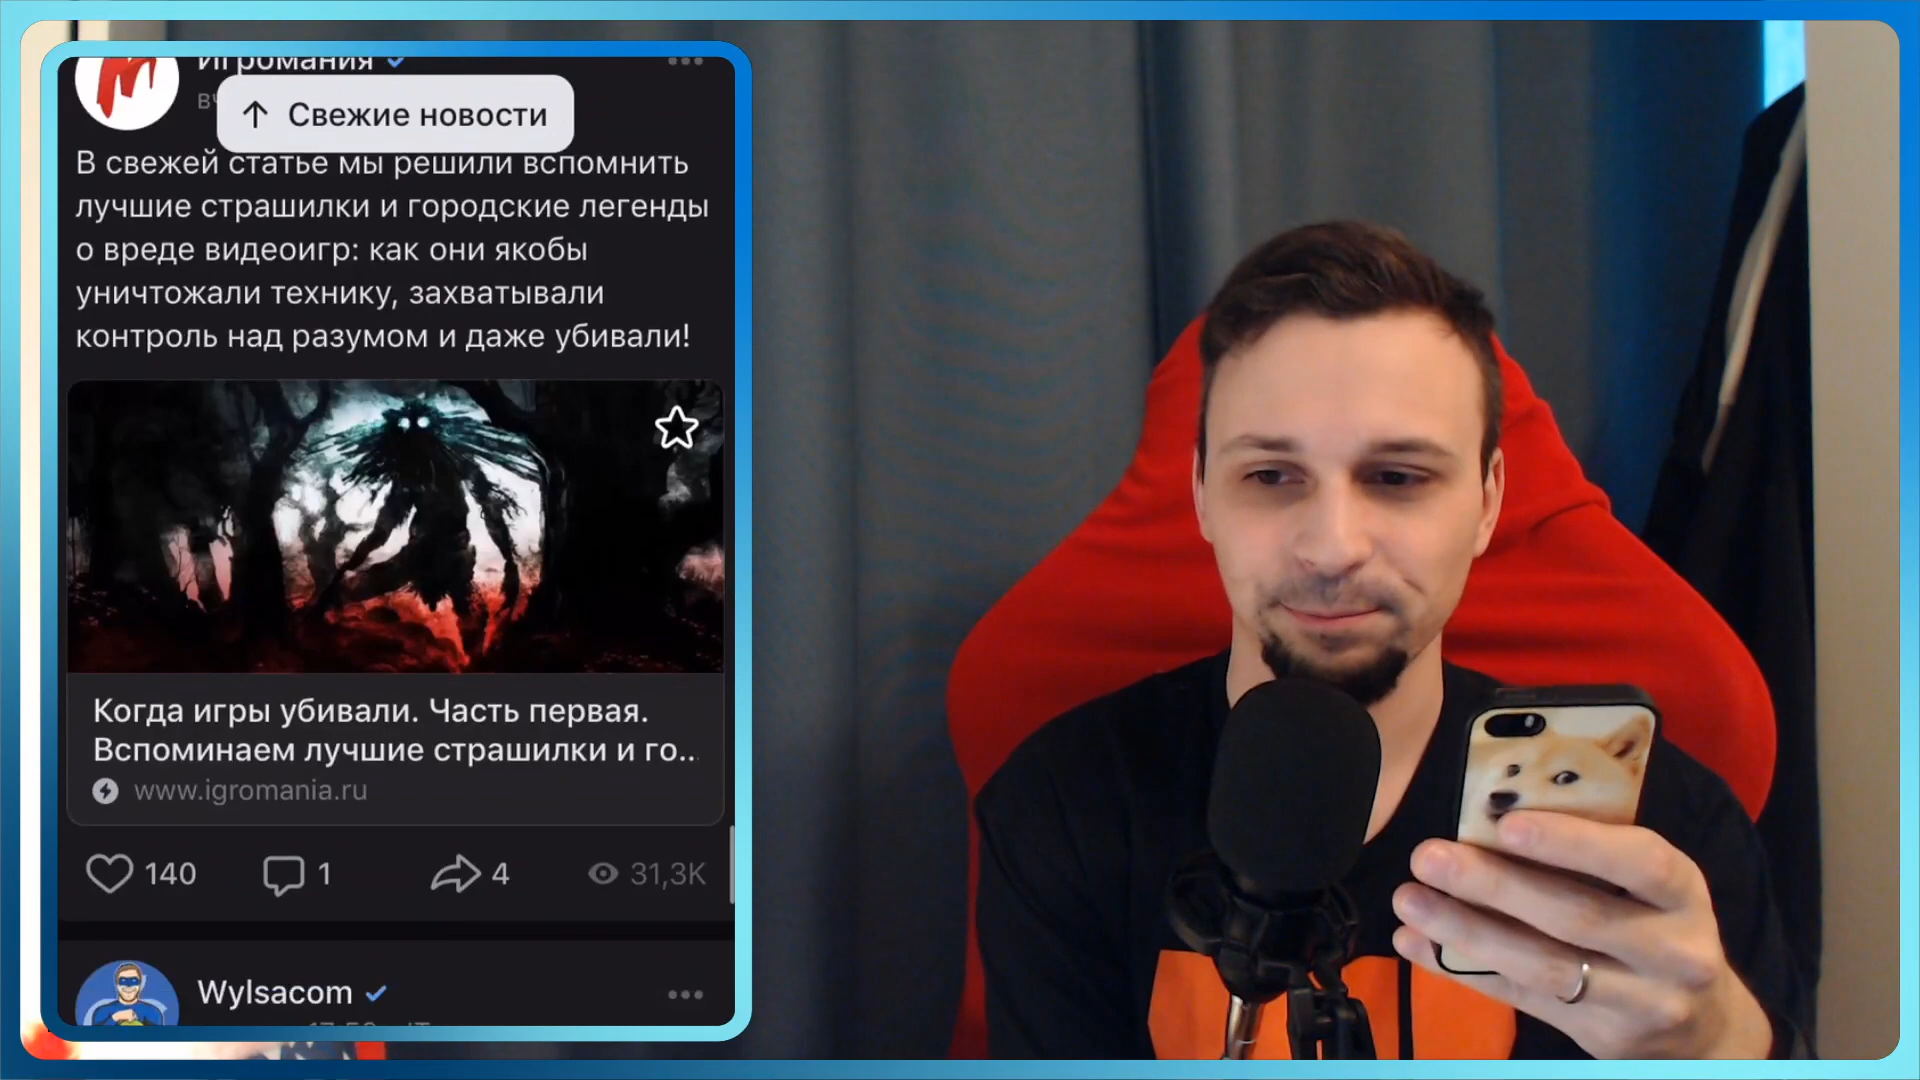 Игромания
Свежие новости
В свежей статье мы решили вспомнить
лучшие страшилки и городские легенды
о вреде видеоигр: как они якобы
уничтожали технику, захватывали
контроль над разумом и даже убивали!
Когда игры убивали. Часть первая.
Вспоминаем лучшие страшилки и го...
www.igromania.ru
140
1
4
31,3K
Wylsacom